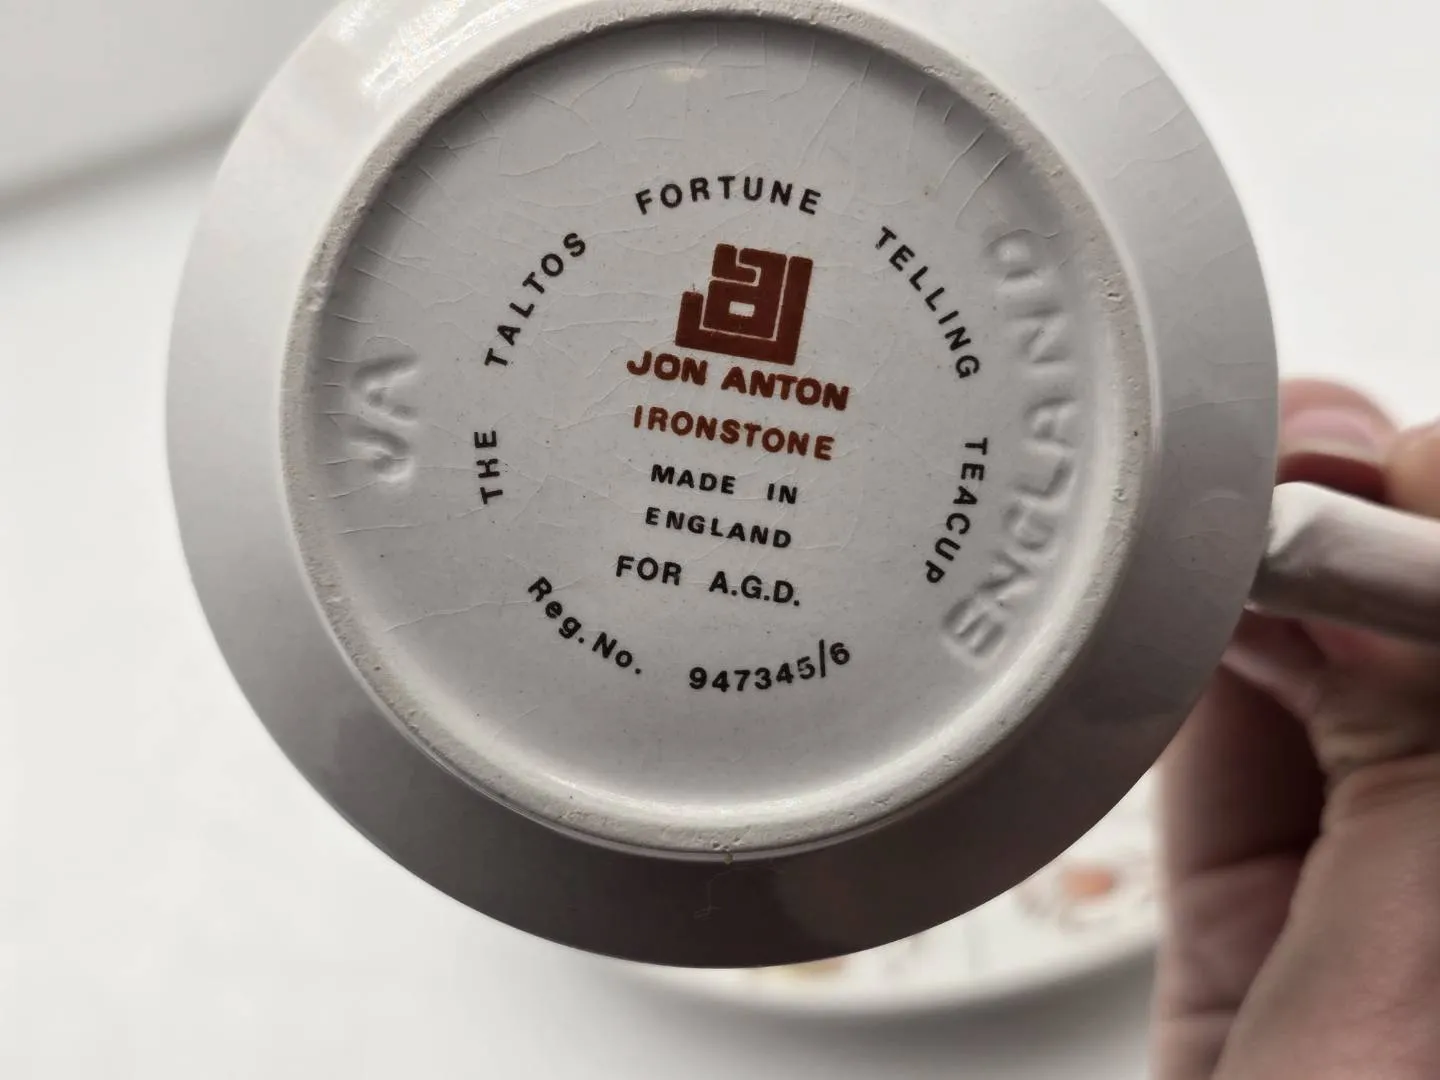 THE TALTOS FORTUNE TELLING TEACUP
JON ANTON
IRONSTONE
MADE IN
ENGLAND
FOR A.G.D.
Reg. No. 947345/6
JA
ENGLAND